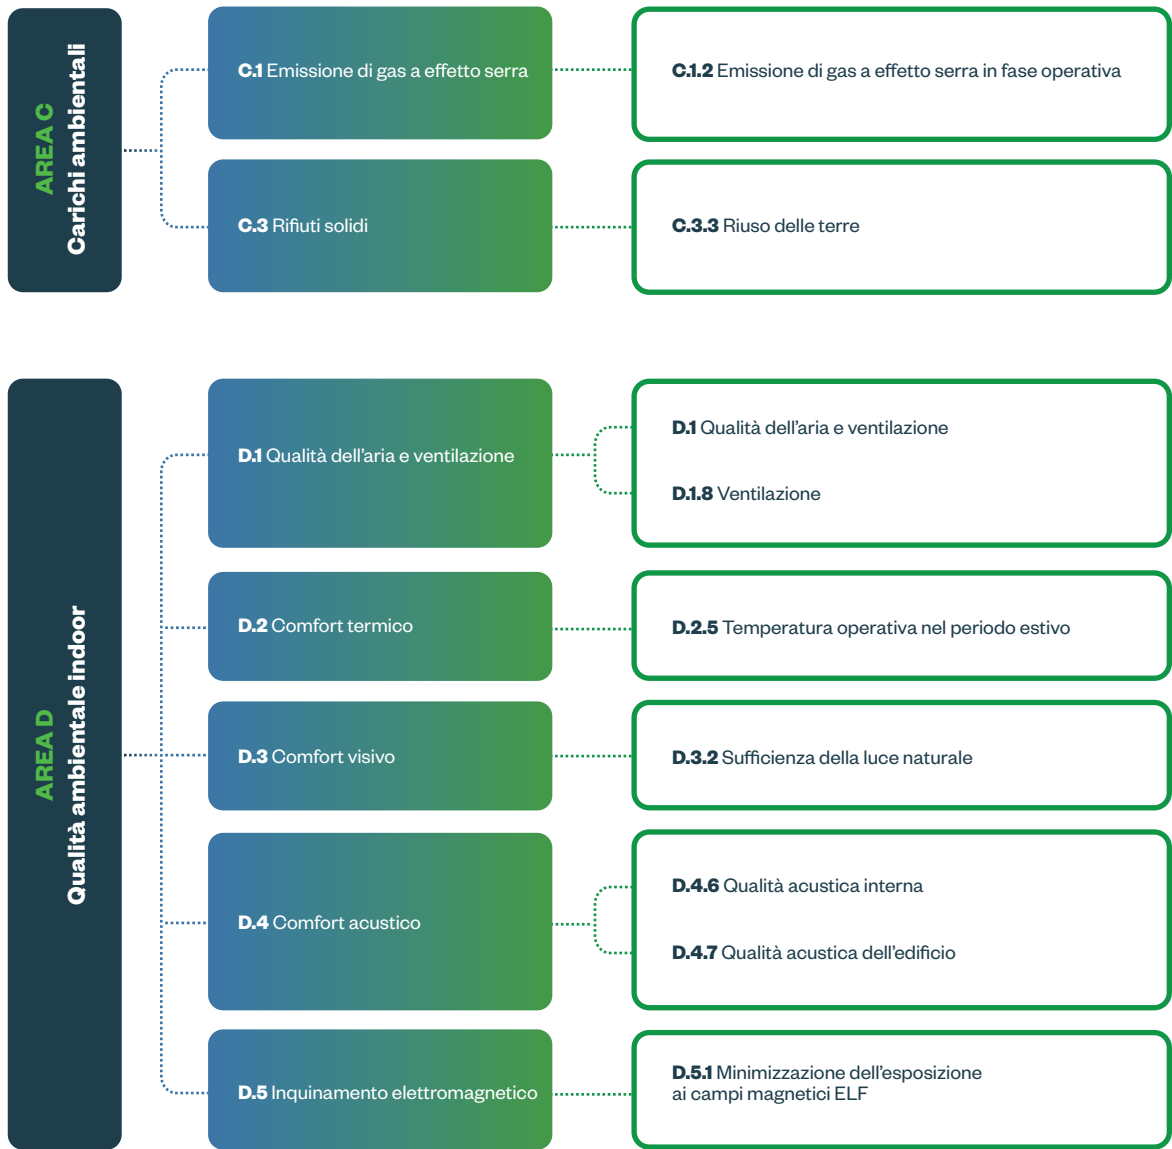 AREA C
Carichi ambientali
C.1 Emissione di gas a effetto serra
C.1.2 Emissione di gas a effetto serra in fase operativa
C.3 Rifiuti solidi
C.3.3 Riuso delle terre
AREA D
Qualità ambientale indoor
D.1 Qualità dell'aria e ventilazione
D.1 Qualità dell'aria e ventilazione
D.1.8 Ventilazione
D.2 Comfort termico
D.2.5 Temperatura operativa nel periodo estivo
D.3 Comfort visivo
D.3.2 Sufficienza della luce naturale
D.4 Comfort acustico
D.4.6 Qualità acustica interna
D.4.7 Qualità acustica dell'edificio
D.5 Inquinamento elettromagnetico
D.5.1 Minimizzazione dell'esposizione
ai campi magnetici ELF